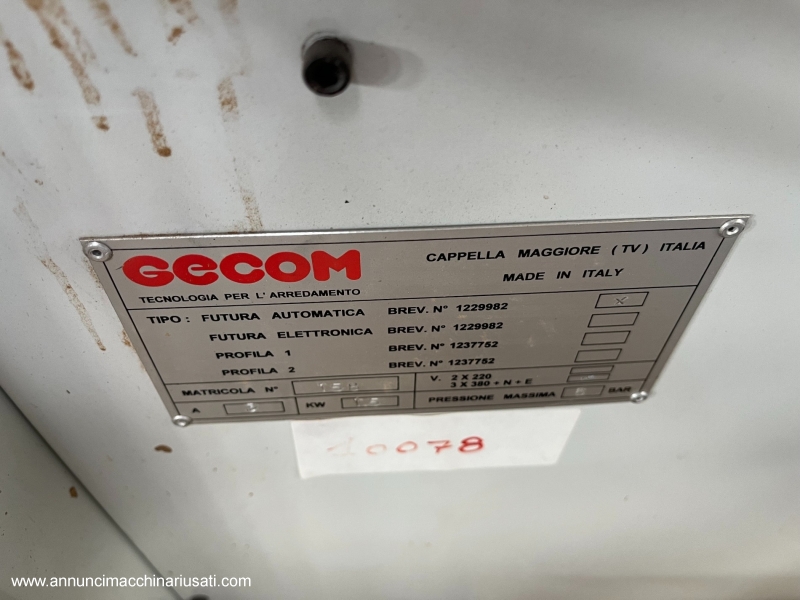 GECOM
CAPPELLA MAGGIORE (TV) ITALIA
TECNOLOGIA PER L'ARREDAMENTO
MADE IN ITALY
TIPO: FUTURA AUTOMATICA BREV. N° 1229982 X
FUTURA ELETTRONICA BREV. N° 1229982
PROFILA 1 BREV. N° 1237752
PROFILA 2 BREV. N° 1237752
MATRICOLA N°
V. 2 X 220
3 X 380 + N + E
A KW
PRESSIONE MASSIMA BAR
40078
www.annuncimacchinariusati.com